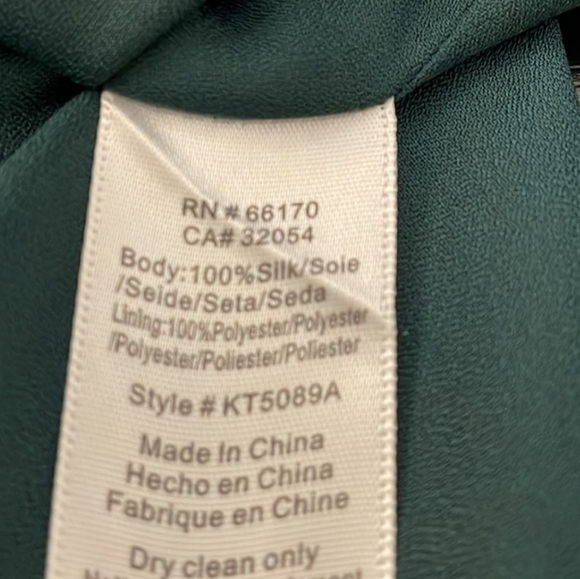 RN # 66170
CA# 32054
Body:100%Silk/Soie
/Seide/Seta/Seda
Lining:100%Polyester/Polyester
/Polyester/Poliester/Poliester
Style # KT5089A
Made In China
Hecho en China
Fabrique en Chine
Dry clean only